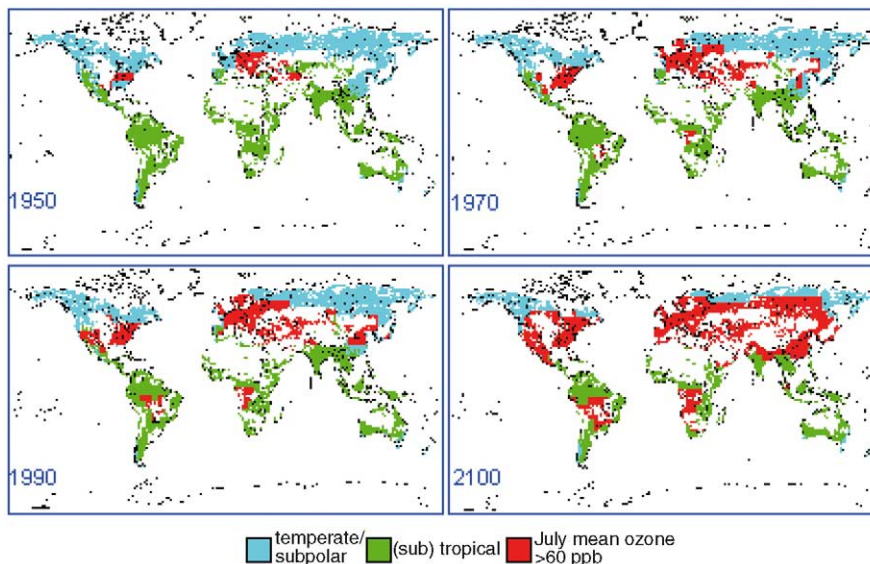 1950
1970
1990
2100
temperate/
subpolar
(sub) tropical
July mean ozone
>60 ppb